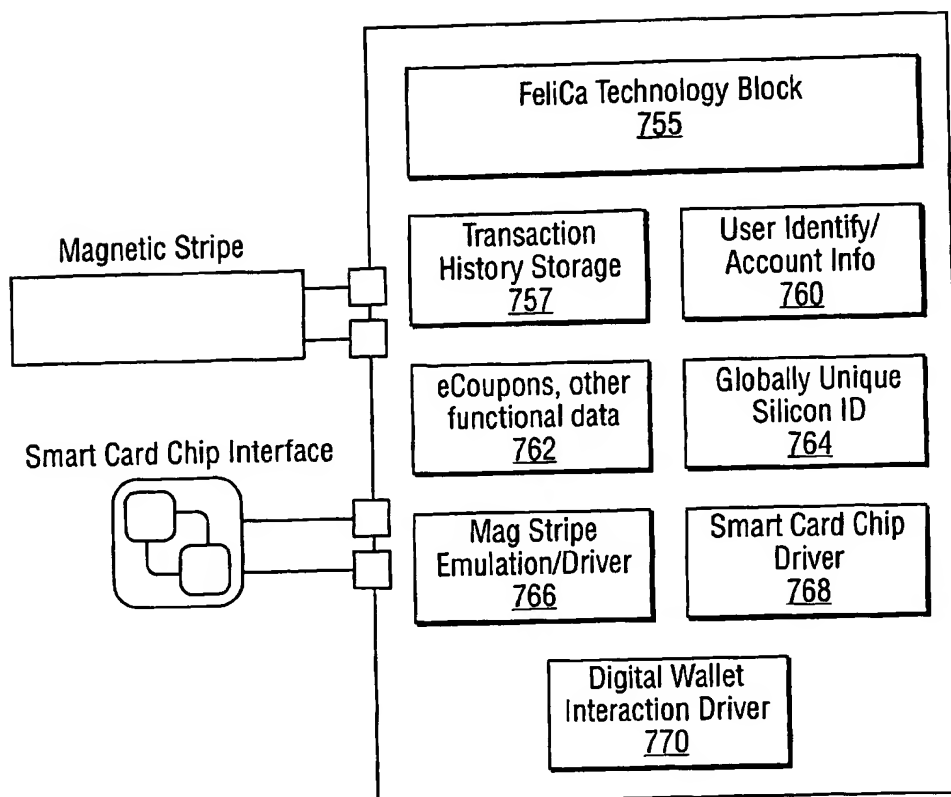 FeliCa Technology Block
755
Magnetic Stripe
Transaction
History Storage
757
User Identify/
Account Info
760
eCoupons, other
functional data
762
Globally Unique
Silicon ID
764
Smart Card Chip Interface
Mag Stripe
Emulation/Driver
766
Smart Card Chip
Driver
768
Digital Wallet
Interaction Driver
770